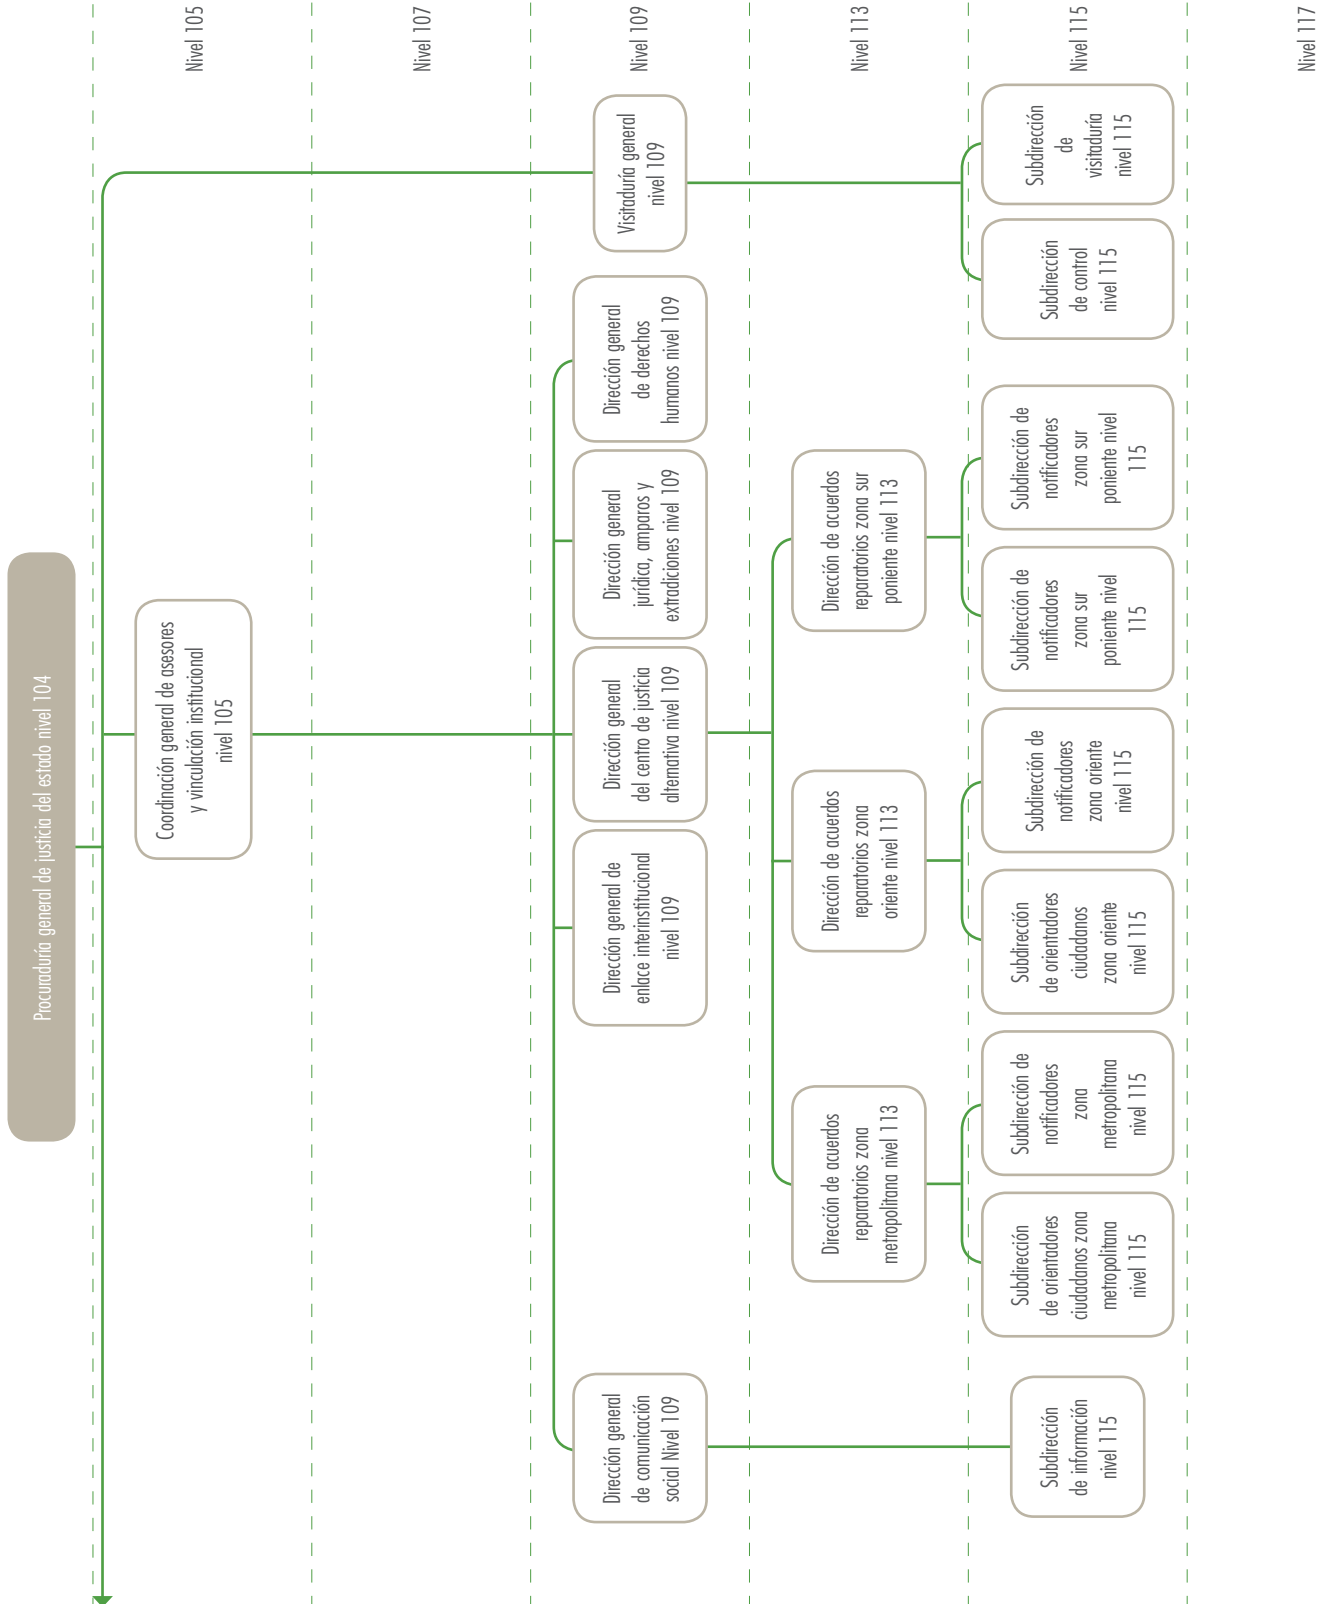 Procuraduría general de justicia del estado nivel 104
Coordinación general de asesores
y vinculación institucional
nivel 105
Nivel 105
Nivel 107
Dirección general
de comunicación
social Nivel 109
Dirección general de
enlace interinstitucional
nivel 109
Dirección general
del centro de justicia
alternativa nivel 109
Dirección general
jurídica, amparos y
extradiciones nivel 109
Dirección general
de derechos
humanos nivel 109
Visitaduría general
nivel 109
Nivel 109
Dirección de acuerdos
reparatorios zona
metropolitana nivel 113
Dirección de acuerdos
reparatorios zona
oriente nivel 113
Dirección de acuerdos
reparatorios zona sur
poniente nivel 113
Nivel 113
Subdirección
de información
nivel 115
Subdirección
de orientadores
ciudadanos zona
metropolitana
nivel 115
Subdirección de
notificadores
zona
metropolitana
nivel 115
Subdirección
de orientadores
ciudadanos
zona oriente
nivel 115
Subdirección de
notificadores
zona oriente
nivel 115
Subdirección de
notificadores
zona sur
poniente nivel
115
Subdirección de
notificadores
zona sur
poniente nivel
115
Subdirección
de control
nivel 115
Subdirección
de
visitaduría
nivel 115
Nivel 115
Nivel 117